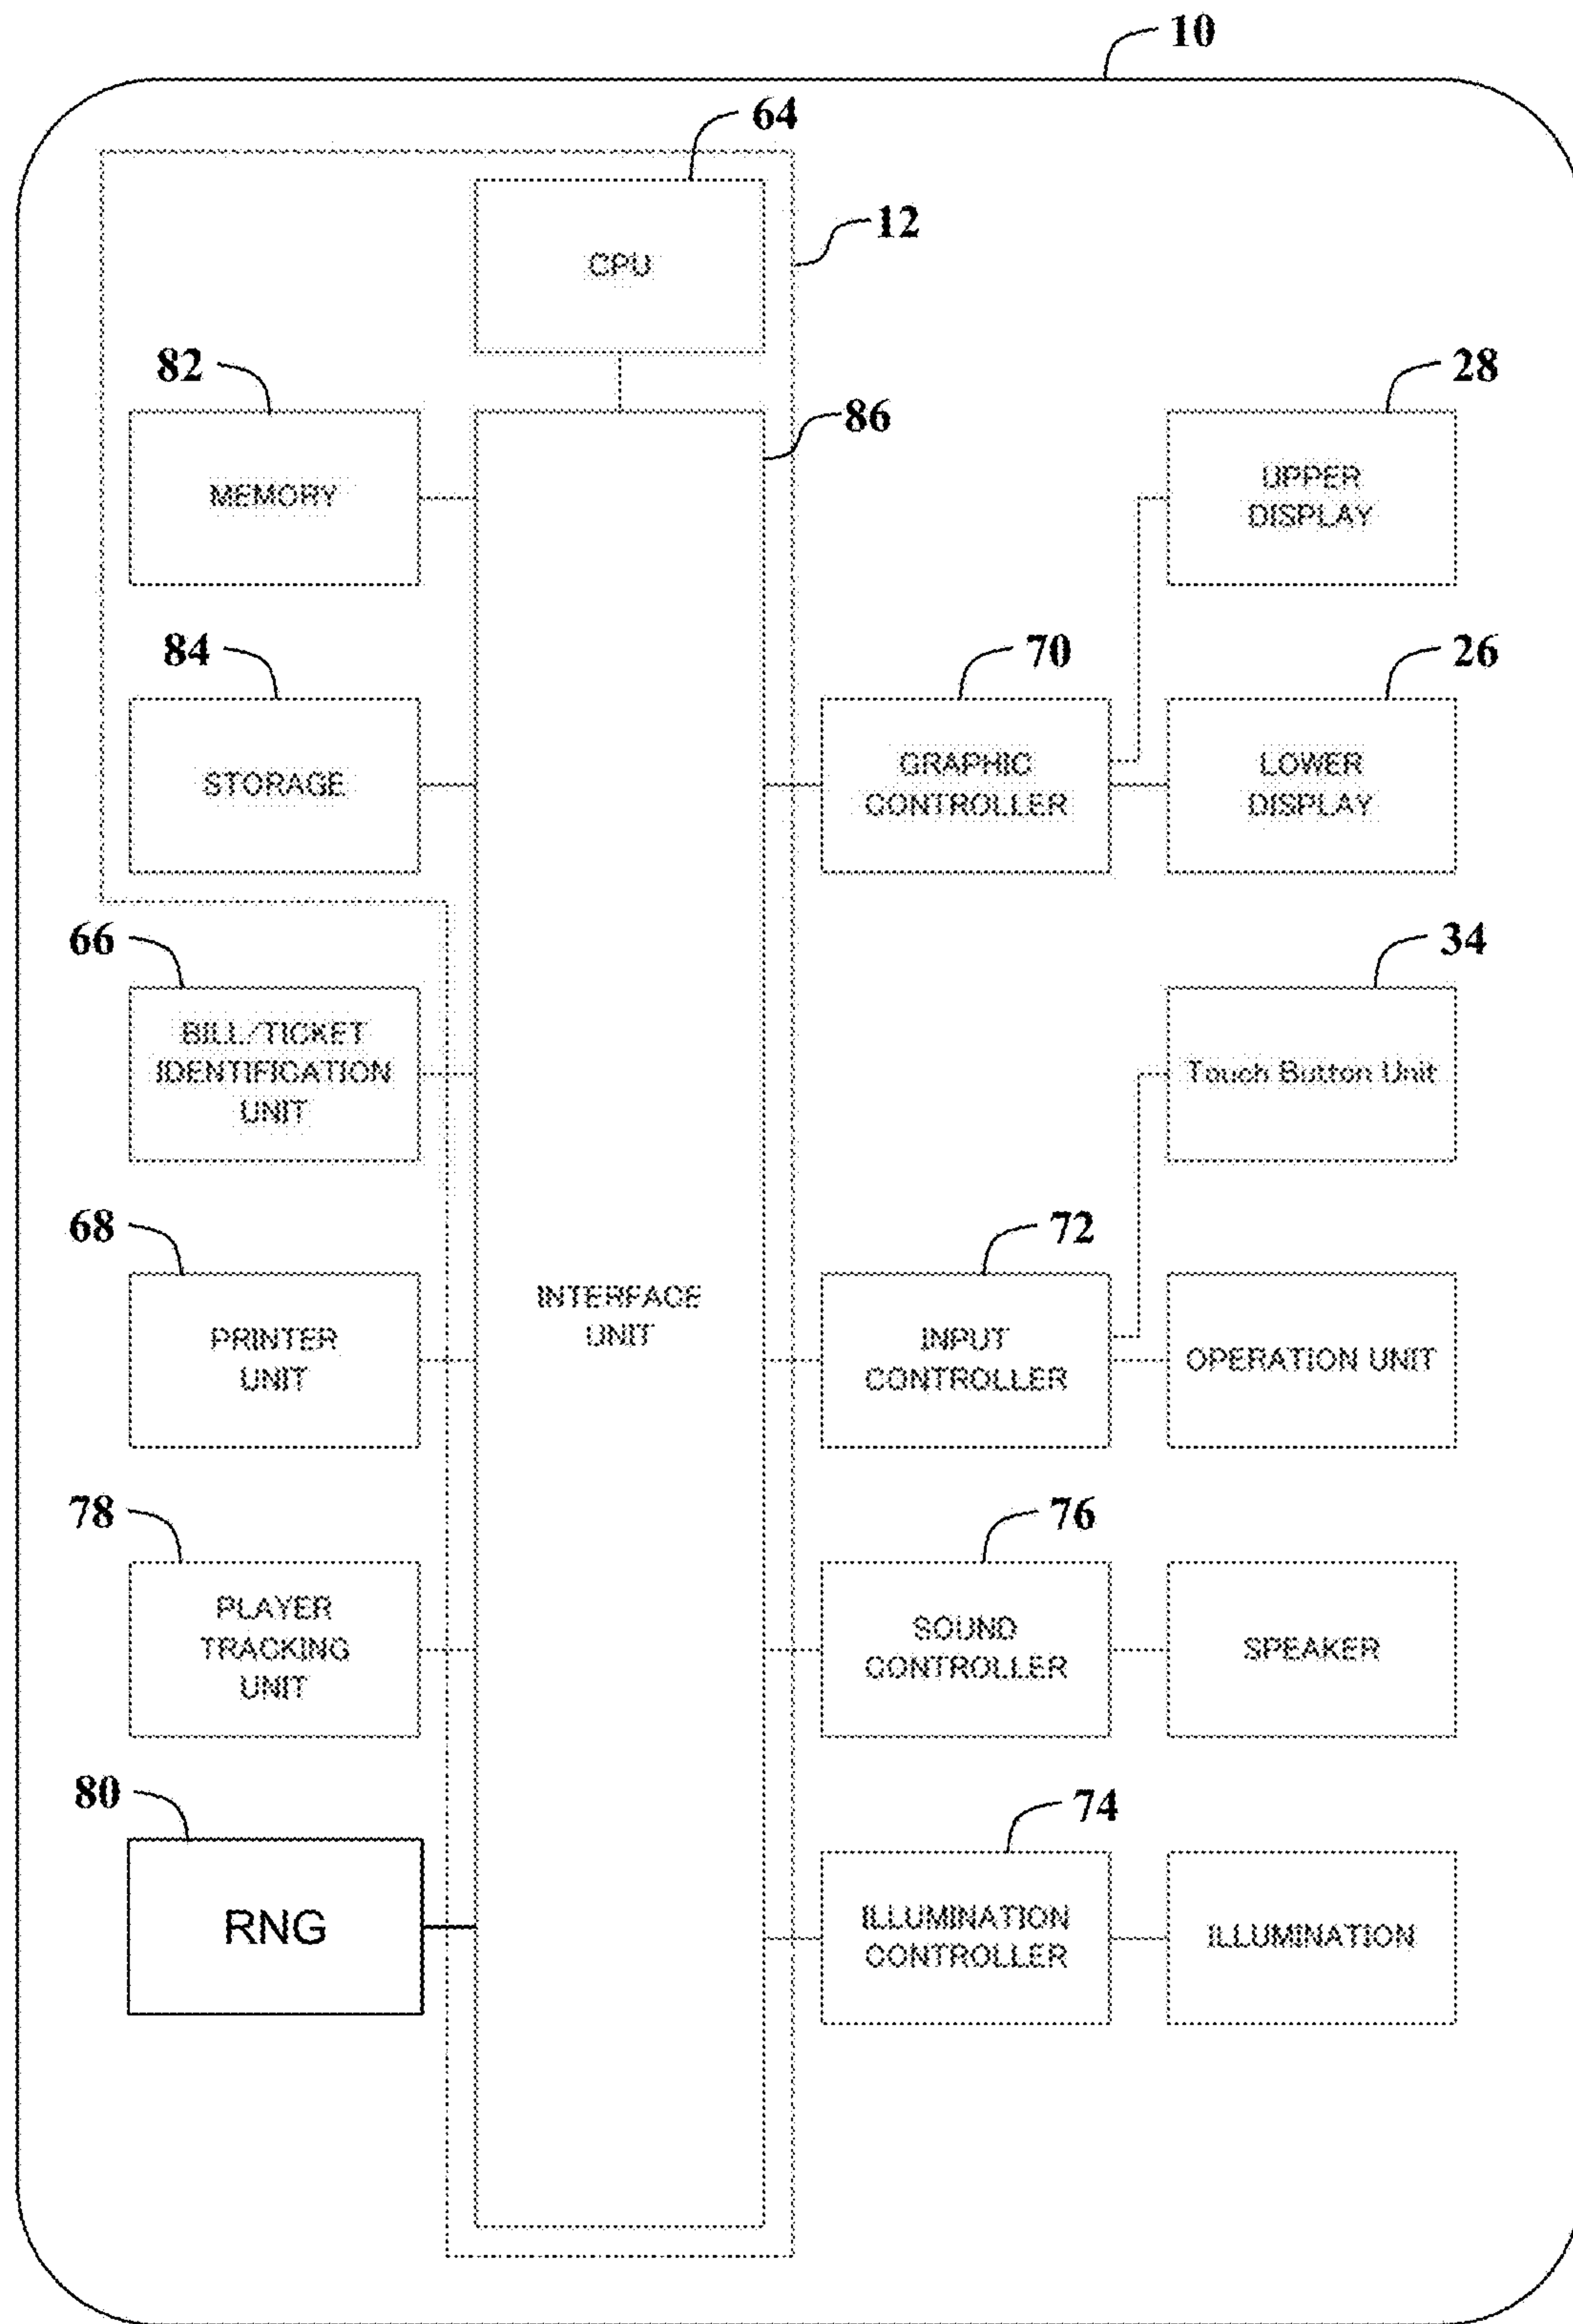 10
64
12
CPU
82
28
86
MEMORY
UPPER
DISPLAY
84
70
26
STORAGE
GRAPHIC
CONTROLLER
LOWER
DISPLAY
66
34
BILL/TICKET
IDENTIFICATION
UNIT
Touch Button Unit
68
72
INTERFACE
UNIT
PRINTER
UNIT
INPUT
CONTROLLER
OPERATION UNIT
78
76
PLAYER
TRACKING
UNIT
SOUND
CONTROLLER
SPEAKER
80
74
RNG
ILLUMINATION
CONTROLLER
ILLUMINATION